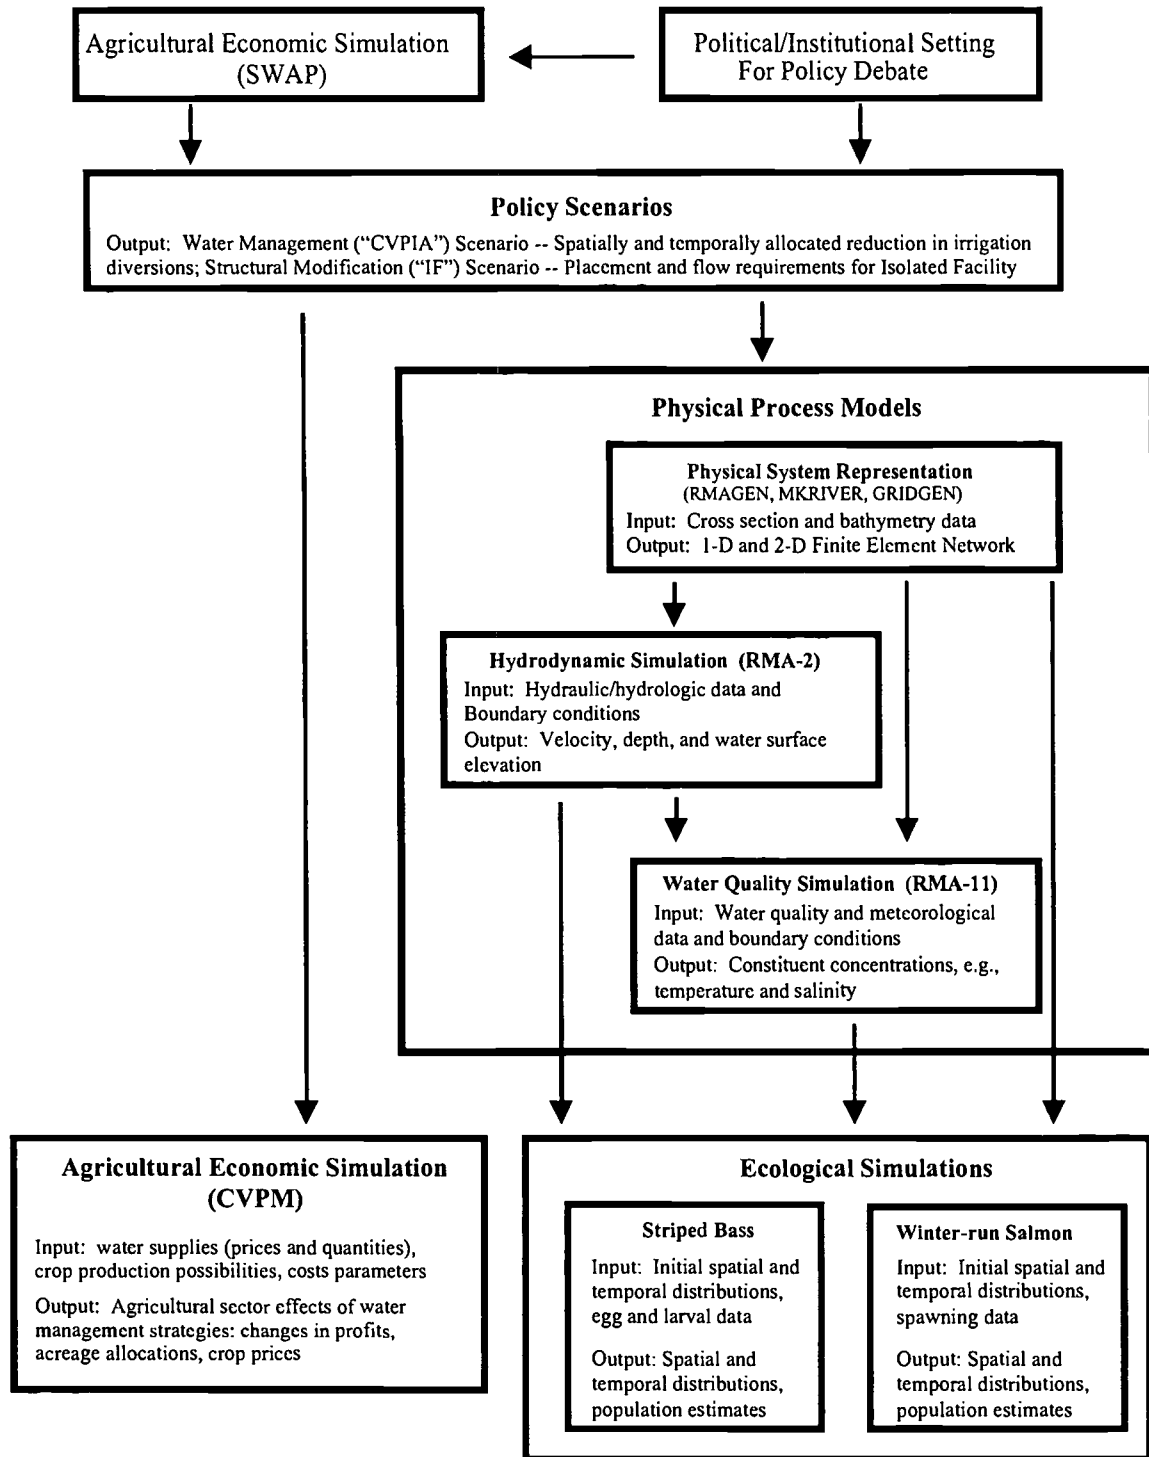 Agricultural Economic Simulation
(SWAP)
Political/Institutional Setting
For Policy Debate
Policy Scenarios
Output: Water Management ("CVPIA") Scenario -- Spatially and temporally allocated reduction in irrigation
diversions; Structural Modification ("IF") Scenario -- Placement and flow requirements for Isolated Facility
Physical Process Models
Physical System Representation
(RMAGEN, MKRIVER, GRIDGEN)
Input: Cross section and bathymetry data
Output: 1-D and 2-D Finite Element Network
Hydrodynamic Simulation (RMA-2)
Input: Hydraulic/hydrologic data and
Boundary conditions
Output: Velocity, depth, and water surface
elevation
Water Quality Simulation (RMA-11)
Input: Water quality and meteorological
data and boundary conditions
Output: Constituent concentrations, e.g.,
temperature and salinity
Agricultural Economic Simulation
(CVPM)
Input: water supplies (prices and quantities),
crop production possibilities, costs parameters
Output: Agricultural sector effects of water
management strategies: changes in profits,
acreage allocations, crop prices
Ecological Simulations
Striped Bass
Input: Initial spatial and
temporal distributions,
egg and larval data
Output: Spatial and
temporal distributions,
population estimates
Winter-run Salmon
Input: Initial spatial and
temporal distributions,
spawning data
Output: Spatial and
temporal distributions,
population estimates